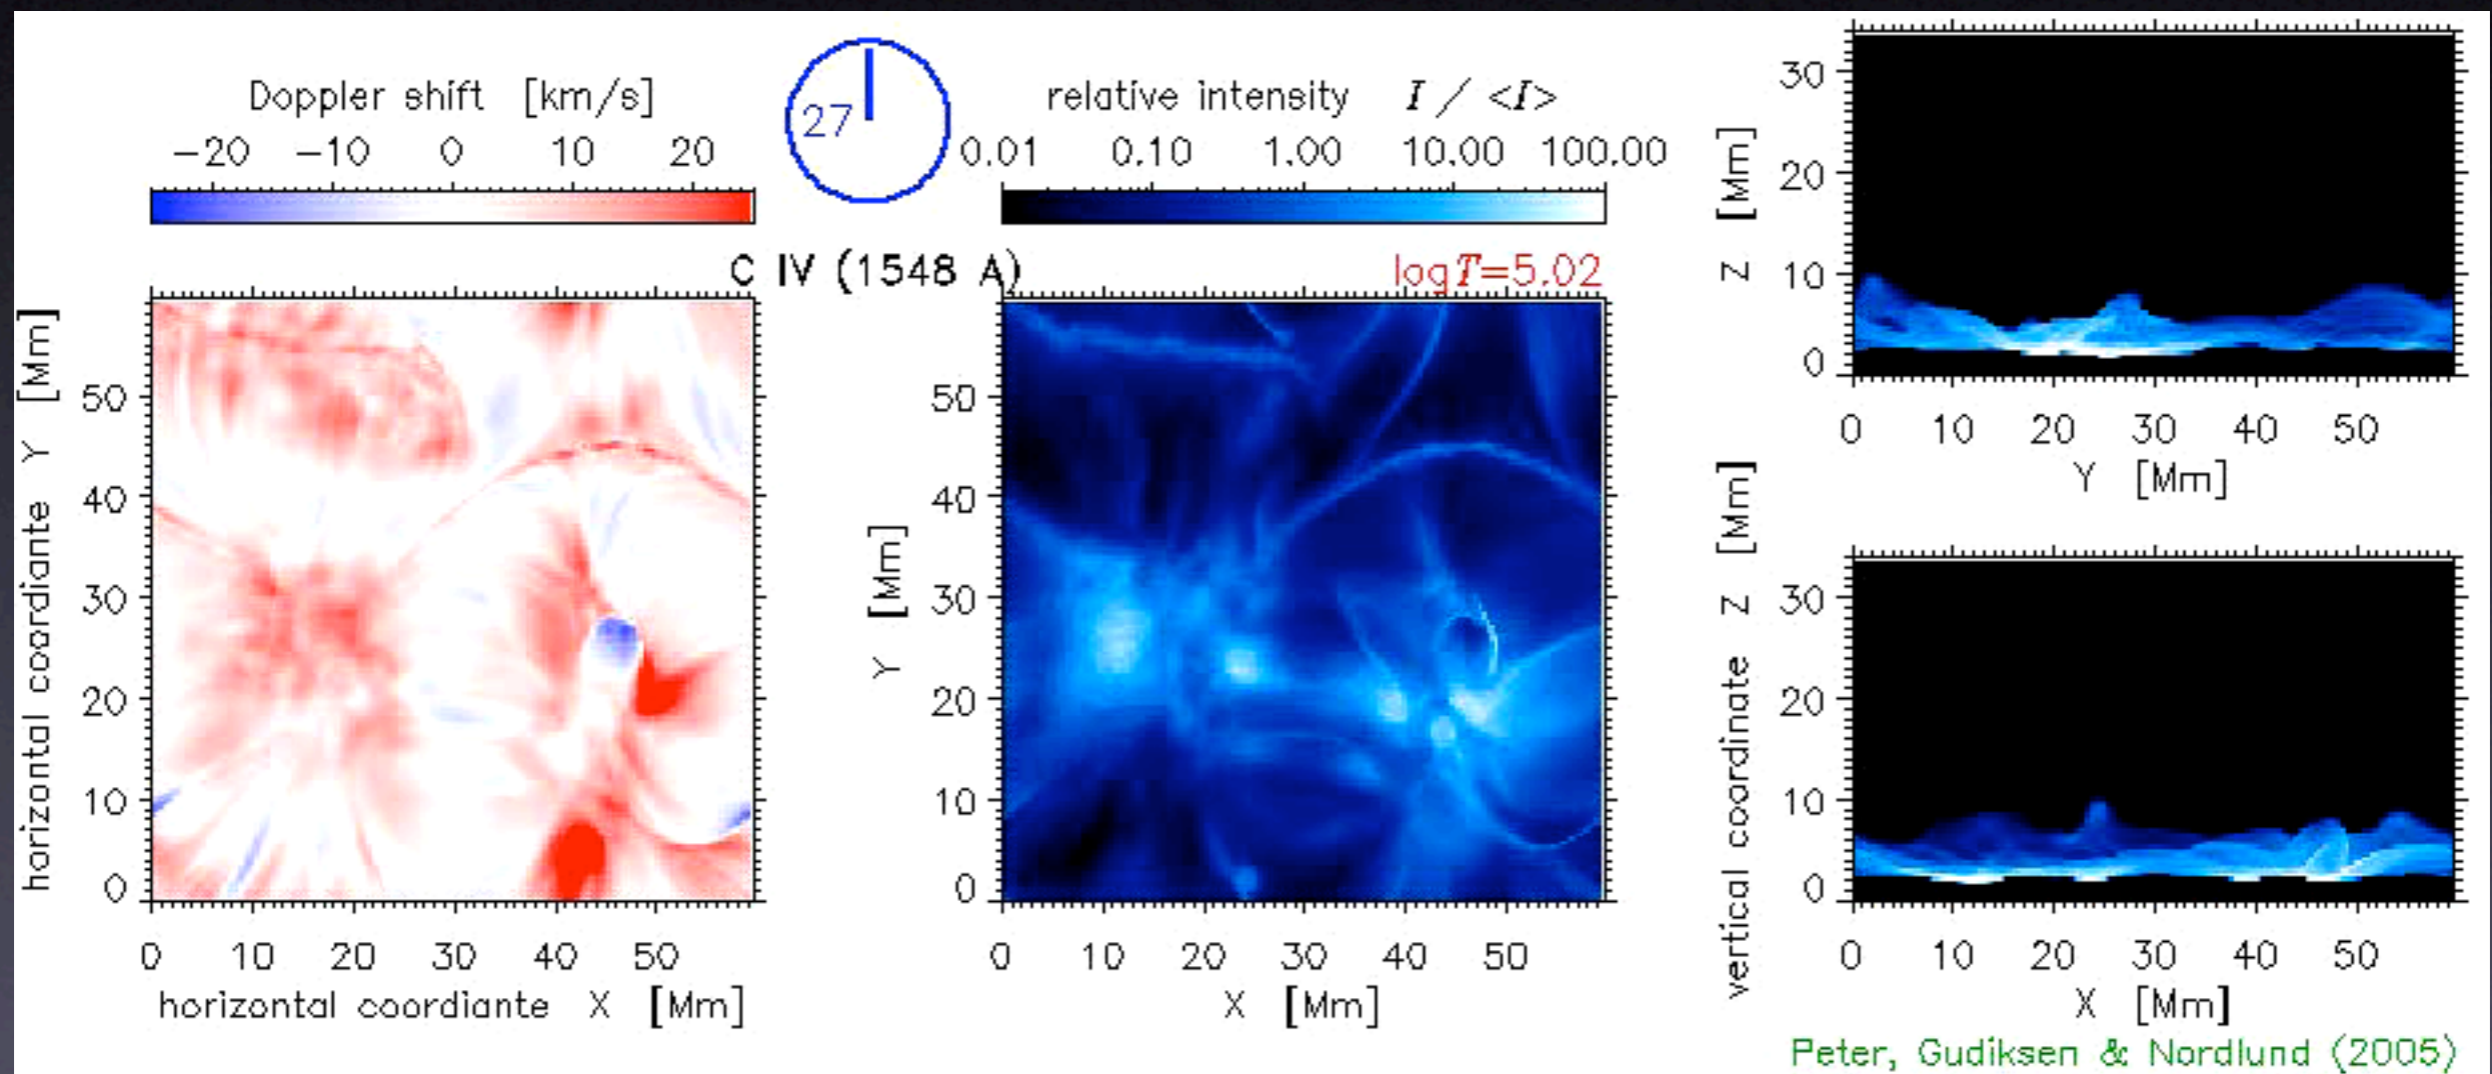 Doppler shift [km/s]
-20 -10 0 10 20
27
relative intensity I / <I>
0.01 0.10 1.00 10.00 100.00
C IV (1548 A)
log T=5.02
horizontal coordiante Y [Mm]
50
40
30
20
10
0
0 10 20 30 40 50
horizontal coordiante X [Mm]
Y [Mm]
50
40
30
20
10
0
0 10 20 30 40 50
X [Mm]
vertical coordinate Z [Mm]
Z [Mm]
30
20
10
0
0 10 20 30 40 50
Y [Mm]
30
20
10
0
0 10 20 30 40 50
X [Mm]
Peter, Gudiksen & Nordlund (2005)